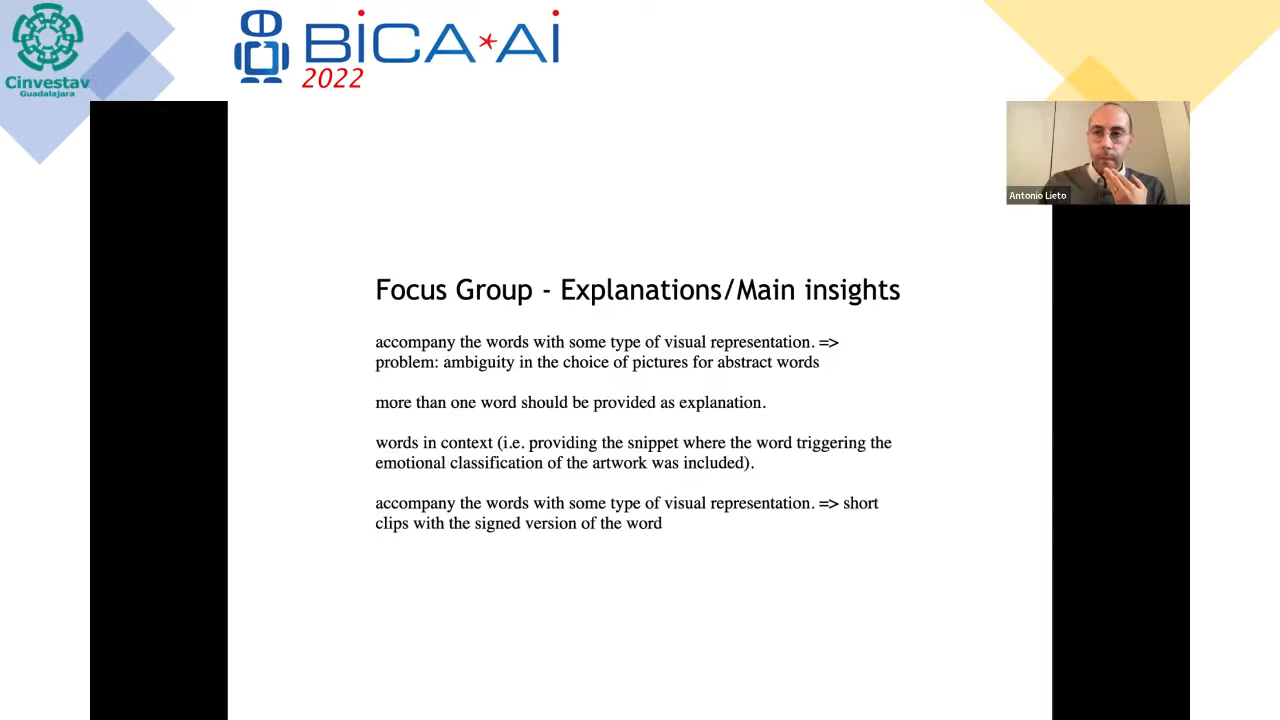 Cinvestav
Guadalajara
BiCA*Ai
2022
Antonio Lieto
Focus Group - Explanations/Main insights
accompany the words with some type of visual representation. =>
problem: ambiguity in the choice of pictures for abstract words
more than one word should be provided as explanation.
words in context (i.e. providing the snippet where the word triggering the
emotional classification of the artwork was included).
accompany the words with some type of visual representation. => short
clips with the signed version of the word